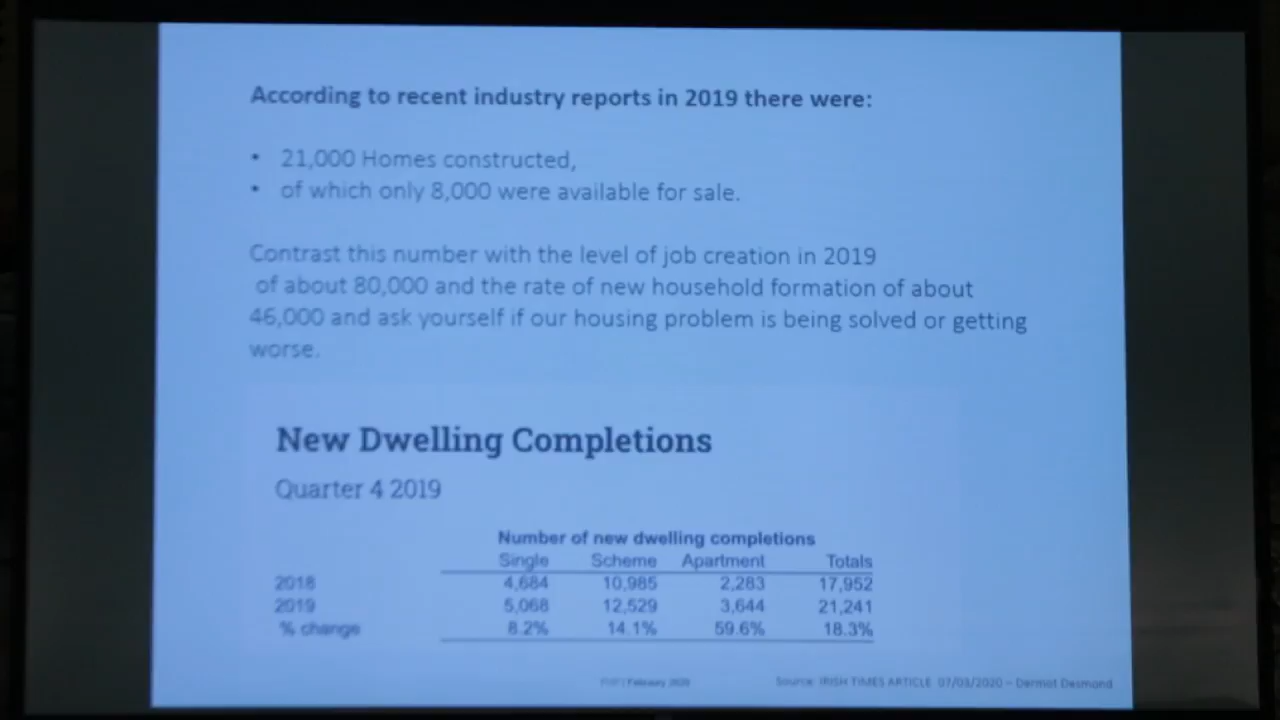 According to recent industry reports in 2019 there were:
• 21,000 Homes constructed,
• of which only 8,000 were available for sale.
Contrast this number with the level of job creation in 2019
of about 80,000 and the rate of new household formation of about
46,000 and ask yourself if our housing problem is being solved or getting
worse.
New Dwelling Completions
Quarter 4 2019
Number of new dwelling completions
Single Scheme Apartment Totals
2018 4,684 10,985 2,283 17,952
2019 5,068 12,529 3,644 21,241
% change 8.2% 14.1% 59.6% 18.3%
February 2020
Source: IRISH TIMES ARTICLE 07/03/2020 – Dermot Desmond